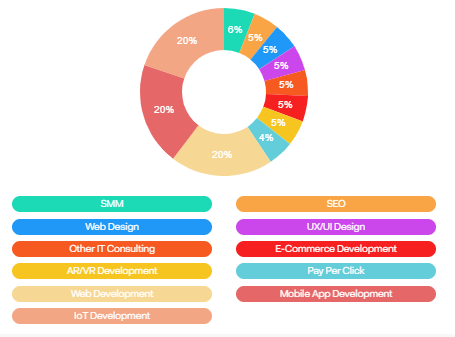 6%
5%
5%
5%
5%
5%
5%
4%
20%
20%
20%
SMM
SEO
Web Design
UX/UI Design
Other IT Consulting
E-Commerce Development
AR/VR Development
Pay Per Click
Web Development
Mobile App Development
IoT Development